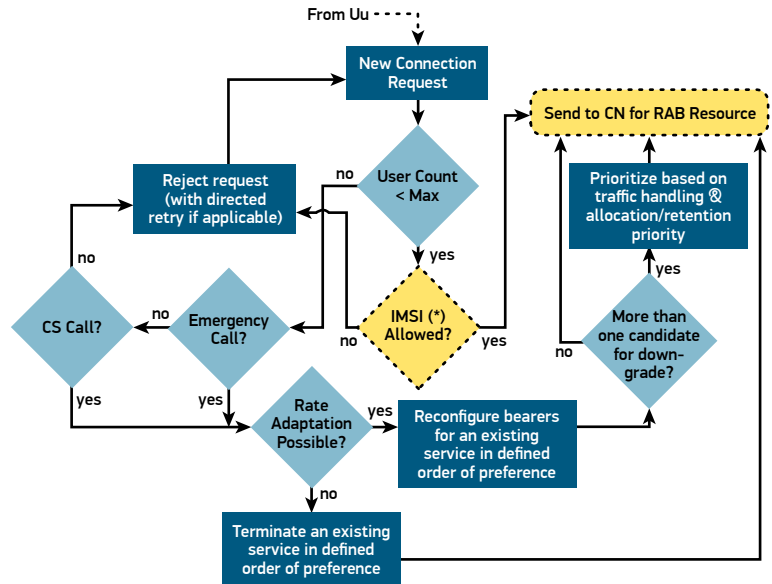 From Uu
New Connection
Request
Send to CN for RAB Resource
no
User Count
< Max
Reject request
(with directed
retry if applicable)
Prioritize based on
traffic handling &
allocation/retention
priority
yes
no
yes
CS Call?
no
Emergency
Call?
IMSI (*)
Allowed?
no
yes
More than
one candidate
for down-
grade?
no
yes
yes
Rate
Adaptation
Possible?
yes
Reconfigure bearers
for an existing
service in defined
order of preference
no
Terminate an existing
service in defined
order of preference